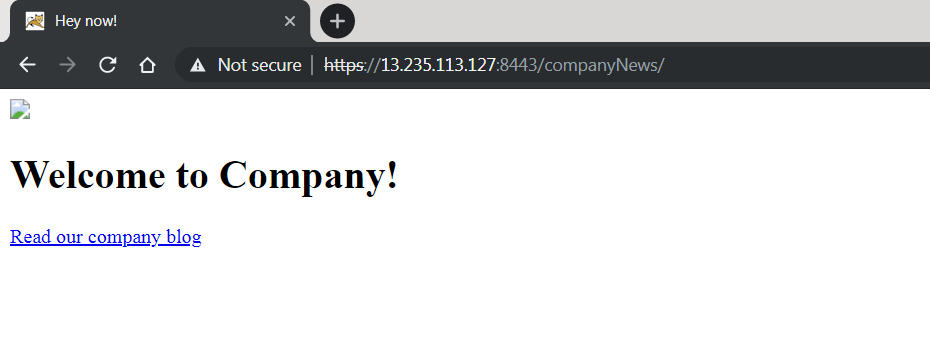 Hey now!
Not secure | https://13.235.113.127:8443/companyNews/
Welcome to Company!
Read our company blog